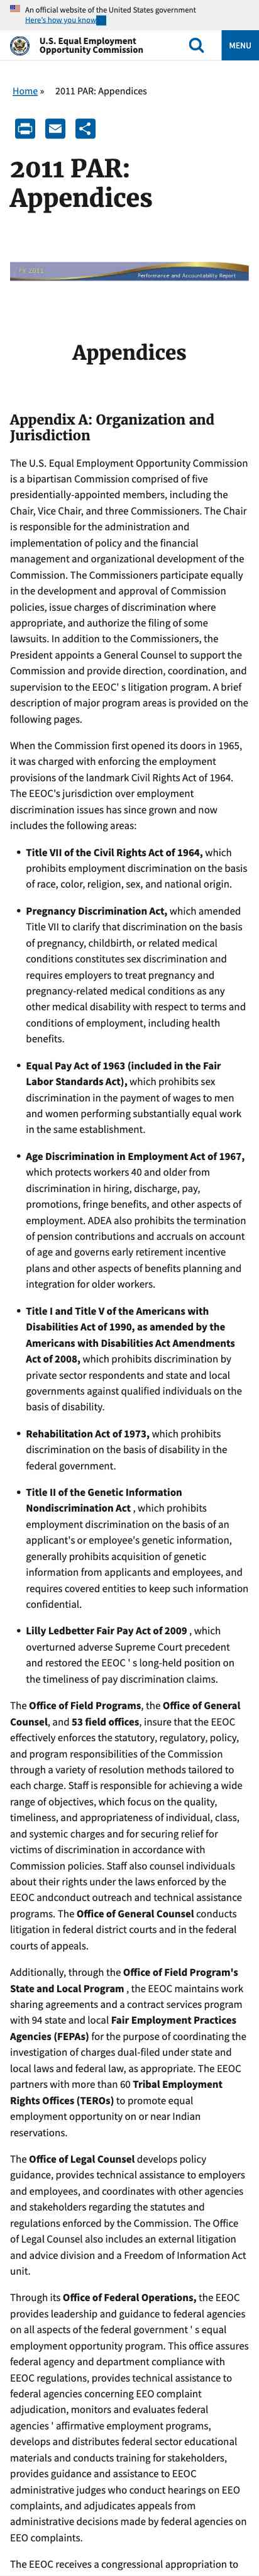 An official website of the United States government
Here's how you know
U.S. Equal Employment
Opportunity Commission
MENU
Home » 2011 PAR: Appendices
2011 PAR:
Appendices
FY 2011
Performance and Accountability Report
Appendices
Appendix A: Organization and
Jurisdiction
The U.S. Equal Employment Opportunity Commission
is a bipartisan Commission comprised of five
presidentially-appointed members, including the
Chair, Vice Chair, and three Commissioners. The Chair
is responsible for the administration and
implementation of policy and the financial
management and organizational development of the
Commission. The Commissioners participate equally
in the development and approval of Commission
policies, issue charges of discrimination where
appropriate, and authorize the filing of some
lawsuits. In addition to the Commissioners, the
President appoints a General Counsel to support the
Commission and provide direction, coordination, and
supervision to the EEOC' s litigation program. A brief
description of major program areas is provided on the
following pages.
When the Commission first opened its doors in 1965,
it was charged with enforcing the employment
provisions of the landmark Civil Rights Act of 1964.
The EEOC's jurisdiction over employment
discrimination issues has since grown and now
includes the following areas:
• Title VII of the Civil Rights Act of 1964, which
prohibits employment discrimination on the basis
of race, color, religion, sex, and national origin.
• Pregnancy Discrimination Act, which amended
Title VII to clarify that discrimination on the basis
of pregnancy, childbirth, or related medical
conditions constitutes sex discrimination and
requires employers to treat pregnancy and
pregnancy-related medical conditions as any
other medical disability with respect to terms and
conditions of employment, including health
benefits.
• Equal Pay Act of 1963 (included in the Fair
Labor Standards Act), which prohibits sex
discrimination in the payment of wages to men
and women performing substantially equal work
in the same establishment.
• Age Discrimination in Employment Act of 1967,
which protects workers 40 and older from
discrimination in hiring, discharge, pay,
promotions, fringe benefits, and other aspects of
employment. ADEA also prohibits the termination
of pension contributions and accruals on account
of age and governs early retirement incentive
plans and other aspects of benefits planning and
integration for older workers.
• Title I and Title V of the Americans with
Disabilities Act of 1990, as amended by the
Americans with Disabilities Act Amendments
Act of 2008, which prohibits discrimination by
private sector respondents and state and local
governments against qualified individuals on the
basis of disability.
• Rehabilitation Act of 1973, which prohibits
discrimination on the basis of disability in the
federal government.
• Title II of the Genetic Information
Nondiscrimination Act , which prohibits
employment discrimination on the basis of an
applicant's or employee's genetic information,
generally prohibits acquisition of genetic
information from applicants and employees, and
requires covered entities to keep such information
confidential.
• Lilly Ledbetter Fair Pay Act of 2009 , which
overturned adverse Supreme Court precedent
and restored the EEOC ' s long-held position on
the timeliness of pay discrimination claims.
The Office of Field Programs, the Office of General
Counsel, and 53 field offices, insure that the EEOC
effectively enforces the statutory, regulatory, policy,
and program responsibilities of the Commission
through a variety of resolution methods tailored to
each charge. Staff is responsible for achieving a wide
range of objectives, which focus on the quality,
timeliness, and appropriateness of individual, class,
and systemic charges and for securing relief for
victims of discrimination in accordance with
Commission policies. Staff also counsel individuals
about their rights under the laws enforced by the
EEOC andconduct outreach and technical assistance
programs. The Office of General Counsel conducts
litigation in federal district courts and in the federal
courts of appeals.
Additionally, through the Office of Field Program's
State and Local Program , the EEOC maintains work
sharing agreements and a contract services program
with 94 state and local Fair Employment Practices
Agencies (FEPAs) for the purpose of coordinating the
investigation of charges dual-filed under state and
local laws and federal law, as appropriate. The EEOC
partners with more than 60 Tribal Employment
Rights Offices (TEROs) to promote equal
employment opportunity on or near Indian
reservations.
The Office of Legal Counsel develops policy
guidance, provides technical assistance to employers
and employees, and coordinates with other agencies
and stakeholders regarding the statutes and
regulations enforced by the Commission. The Office
of Legal Counsel also includes an external litigation
and advice division and a Freedom of Information Act
unit.
Through its Office of Federal Operations, the EEOC
provides leadership and guidance to federal agencies
on all aspects of the federal government ' s equal
employment opportunity program. This office assures
federal agency and department compliance with
EEOC regulations, provides technical assistance to
federal agencies concerning EEO complaint
adjudication, monitors and evaluates federal
agencies ' affirmative employment programs,
develops and distributes federal sector educational
materials and conducts training for stakeholders,
provides guidance and assistance to EEOC
administrative judges who conduct hearings on EEO
complaints, and adjudicates appeals from
administrative decisions made by federal agencies on
EEO complaints.
The EEOC receives a congressional appropriation to